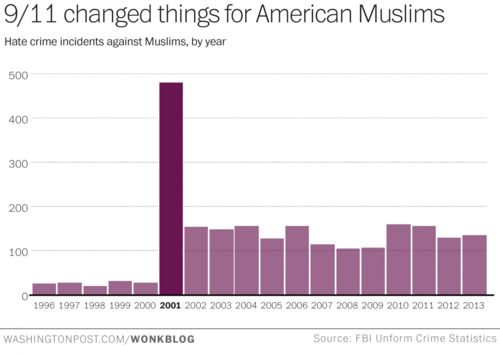 9/11 changed things for American Muslims
Hate crime incidents against Muslims, by year
500
400
300
200
100
0
1996 1997 1998 1999 2000 2001 2002 2003 2004 2005 2006 2007 2008 2009 2010 2011 2012 2013
WASHINGTONPOST.COM/WONKBLOG
Source: FBI Unform Crime Statistics